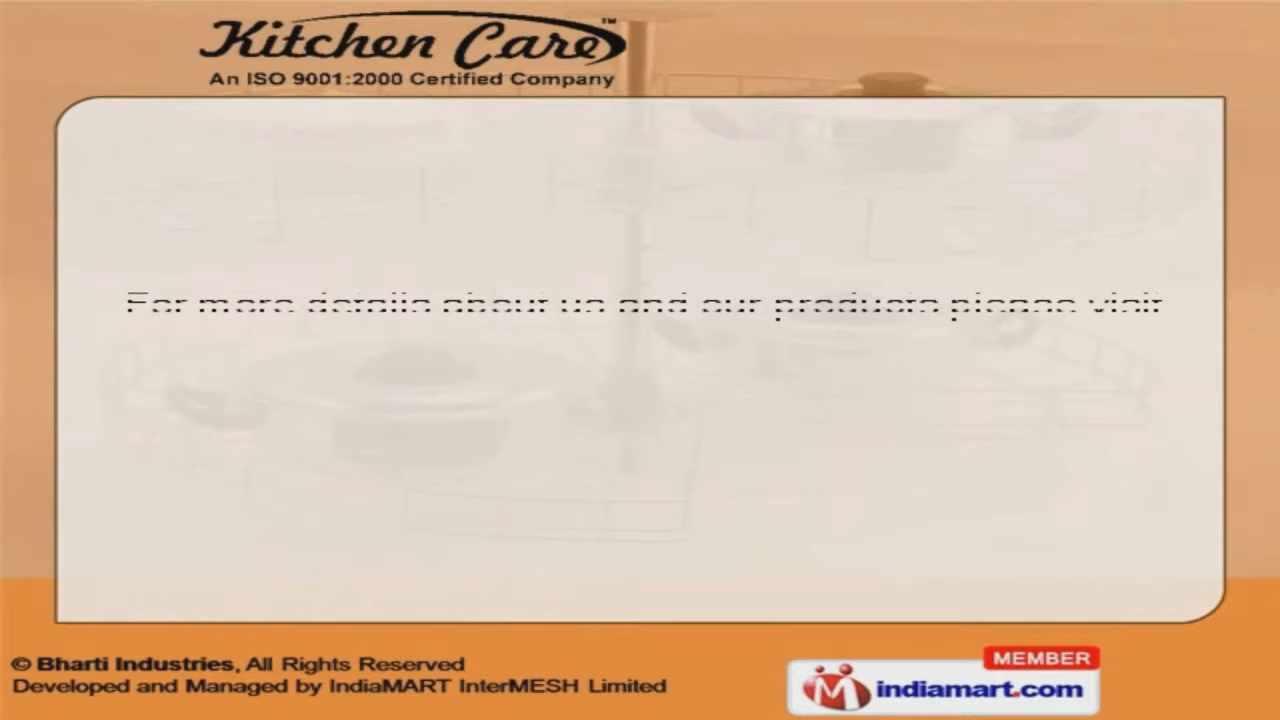 Kitchen Care™
An ISO 9001:2000 Certified Company
For more details about us and our products please visit
© Bharti Industries, All Rights Reserved
Developed and Managed by IndiaMART InterMESH Limited
MEMBER
indiamart.com